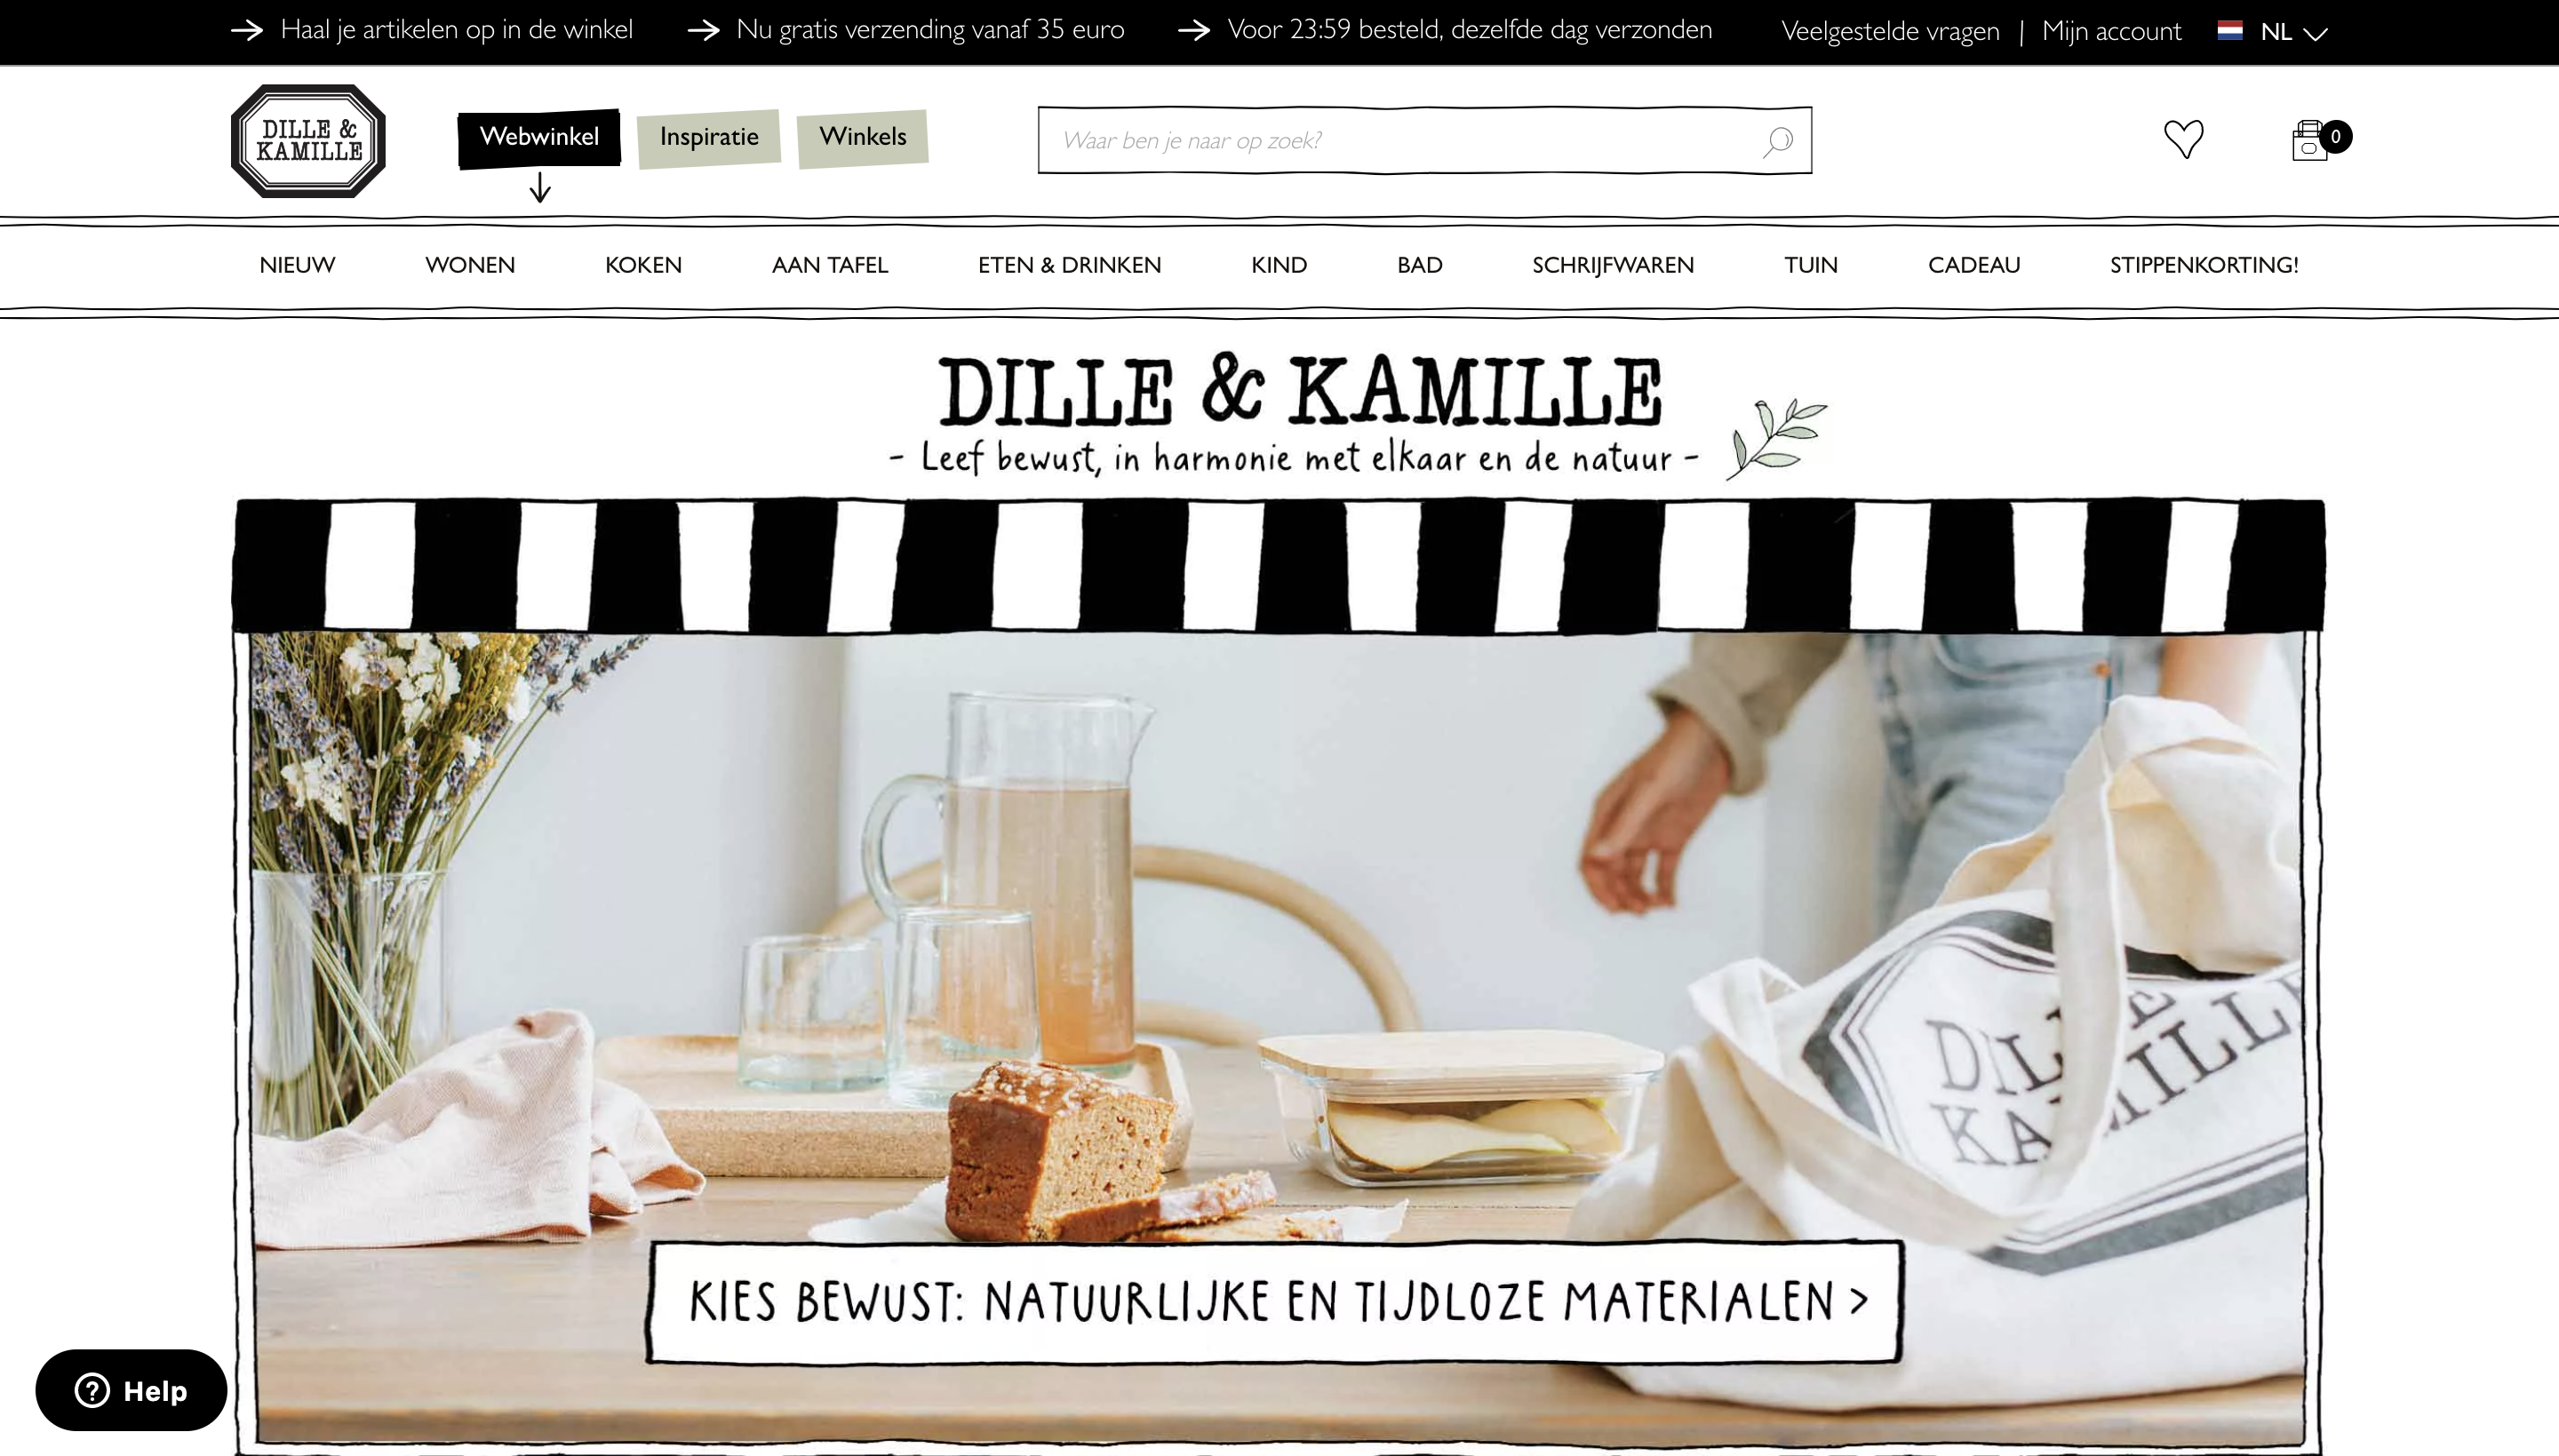 Haal je artikelen op in de winkel
Nu gratis verzending vanaf 35 euro
Voor 23:59 besteld, dezelfde dag verzonden
Veelgestelde vragen | Mijn account
NL
DILLE &
KAMILLE
Webwinkel
Inspiratie
Winkels
Waar ben je naar op zoek?
0
NIEUW
WONEN
KOKEN
AAN TAFEL
ETEN & DRINKEN
KIND
BAD
SCHRIJFWAREN
TUIN
CADEAU
STIPPENKORTING!
DILLE & KAMILLE
- Leef bewust, in harmonie met elkaar en de natuur -
KIES BEWUST: NATUURLIJKE EN TIJDLOZE MATERIALEN >
Help